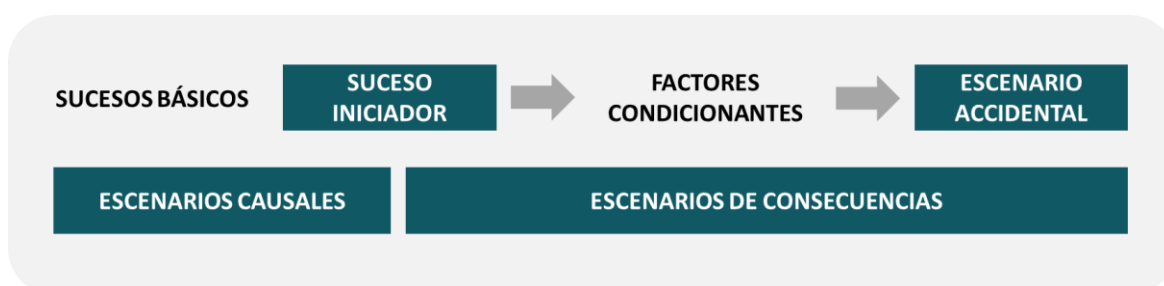 SUCESOS BÁSICOS
SUCESO
INICIADOR
FACTORES
CONDICIONANTES
ESCENARIO
ACCIDENTAL
ESCENARIOS CAUSALES
ESCENARIOS DE CONSECUENCIAS